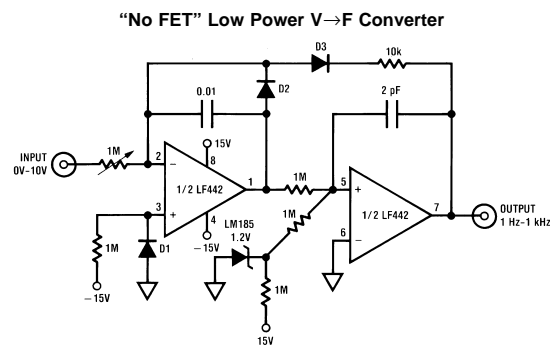 “No FET” Low Power V→F Converter
D3
10k
D2
0.01
2 pF
INPUT
0V–10V
1M
2
–
15V
8
1
1/2 LF442
3
+
4
–15V
1M
D1
–15V
1M
1M
LM185
1.2V
1M
15V
5
+
1/2 LF442
7
6
–
OUTPUT
1 Hz–1 kHz